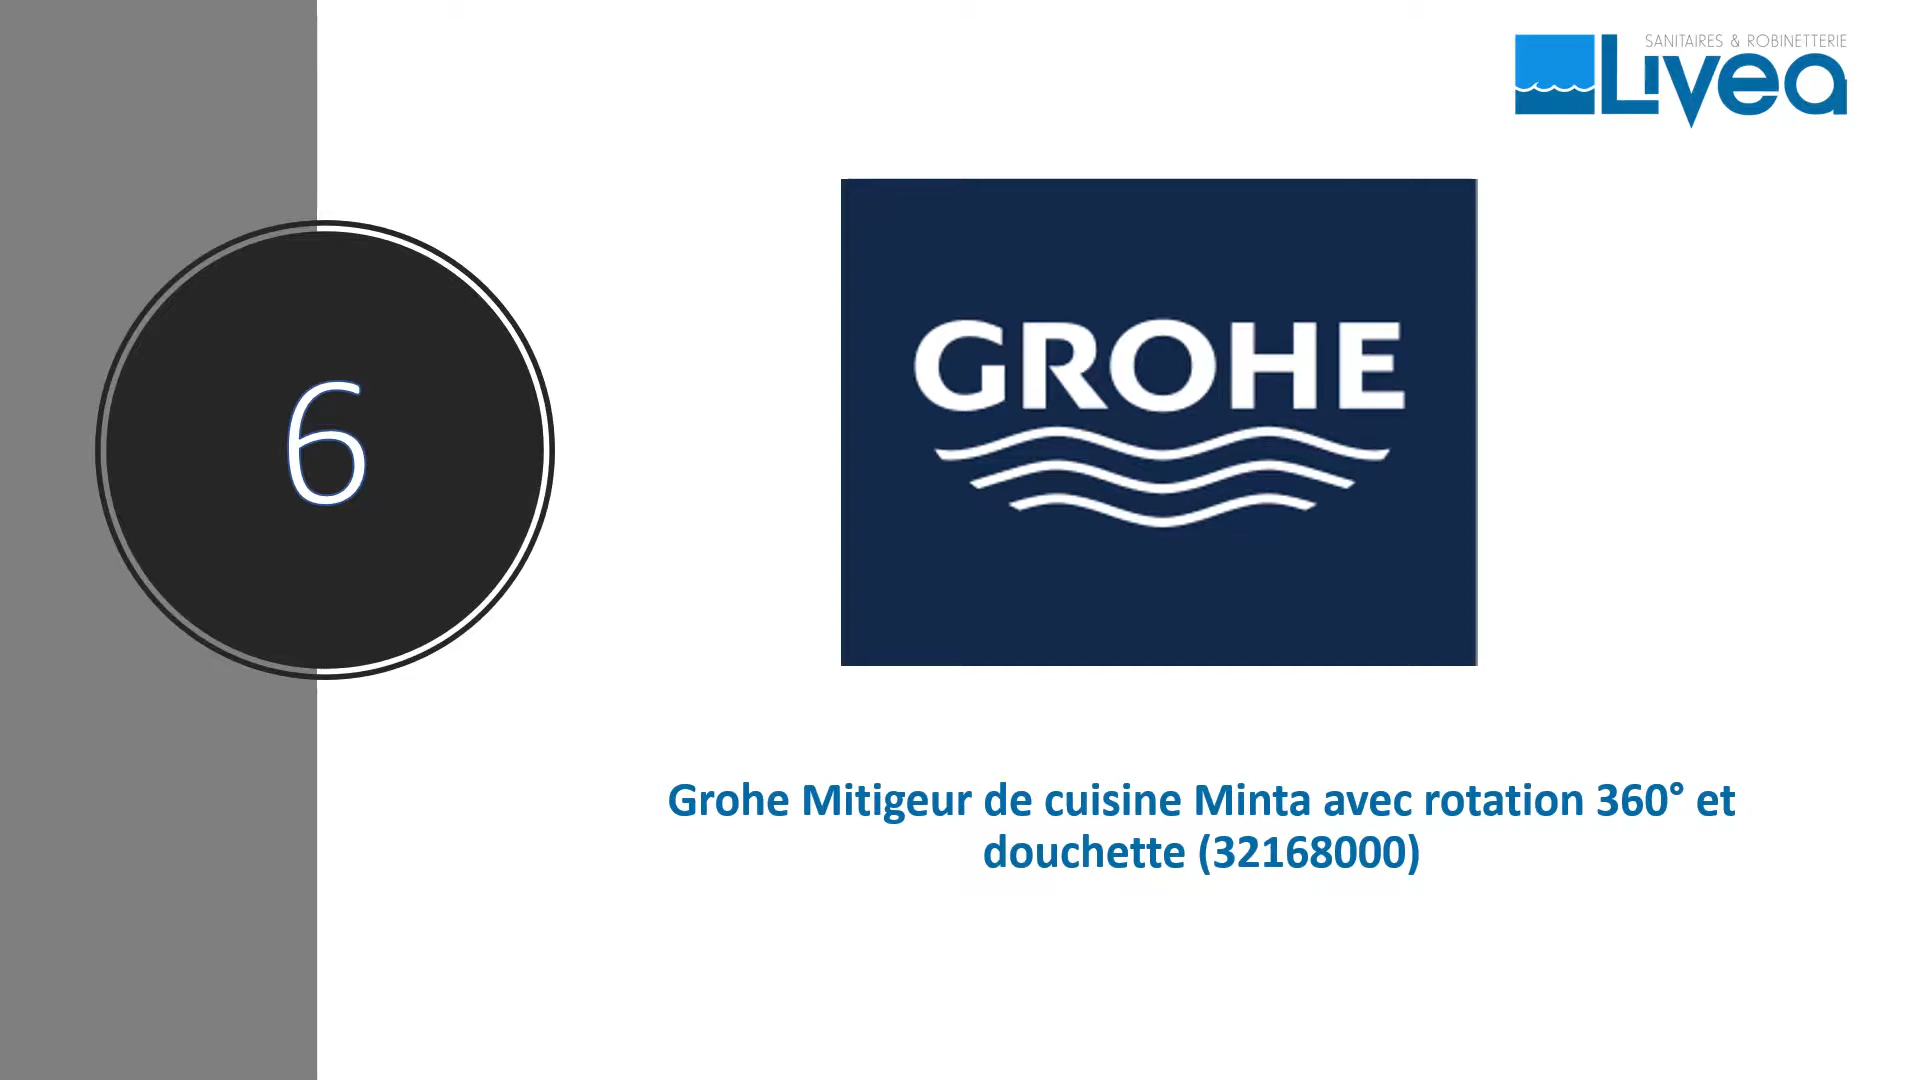 SANITAIRES & ROBINETTERIE
Livea
GROHE
6
Grohe Mitigeur de cuisine Minta avec rotation 360° et
douchette (32168000)